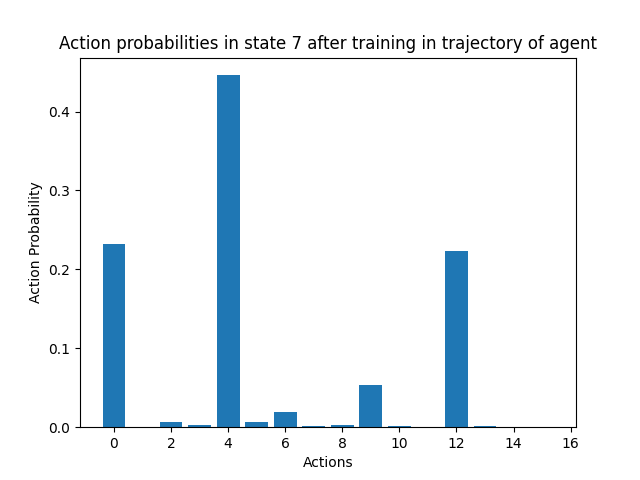 Action probabilities in state 7 after training in trajectory of agent
0.4
0.3
0.2
0.1
0.0
Action Probability
0 2 4 6 8 10 12 14 16
Actions